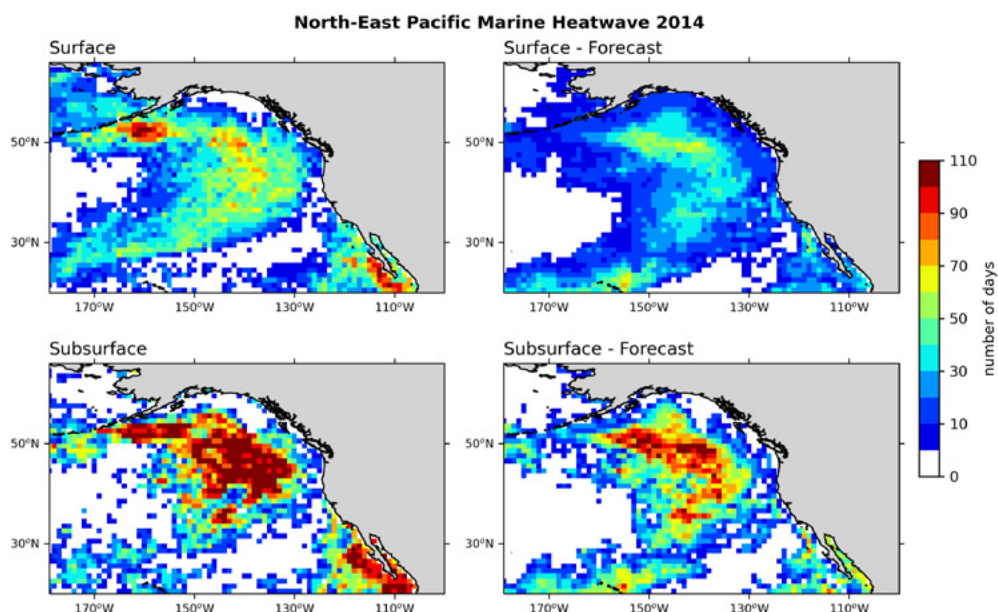 North-East Pacific Marine Heatwave 2014
Surface
Surface - Forecast
50°N
30°N
170°W 150°W 130°W 110°W
50°N
30°N
170°W 150°W 130°W 110°W
Subsurface
Subsurface - Forecast
50°N
30°N
170°W 150°W 130°W 110°W
50°N
30°N
170°W 150°W 130°W 110°W
110
90
70
50
30
10
0
number of days